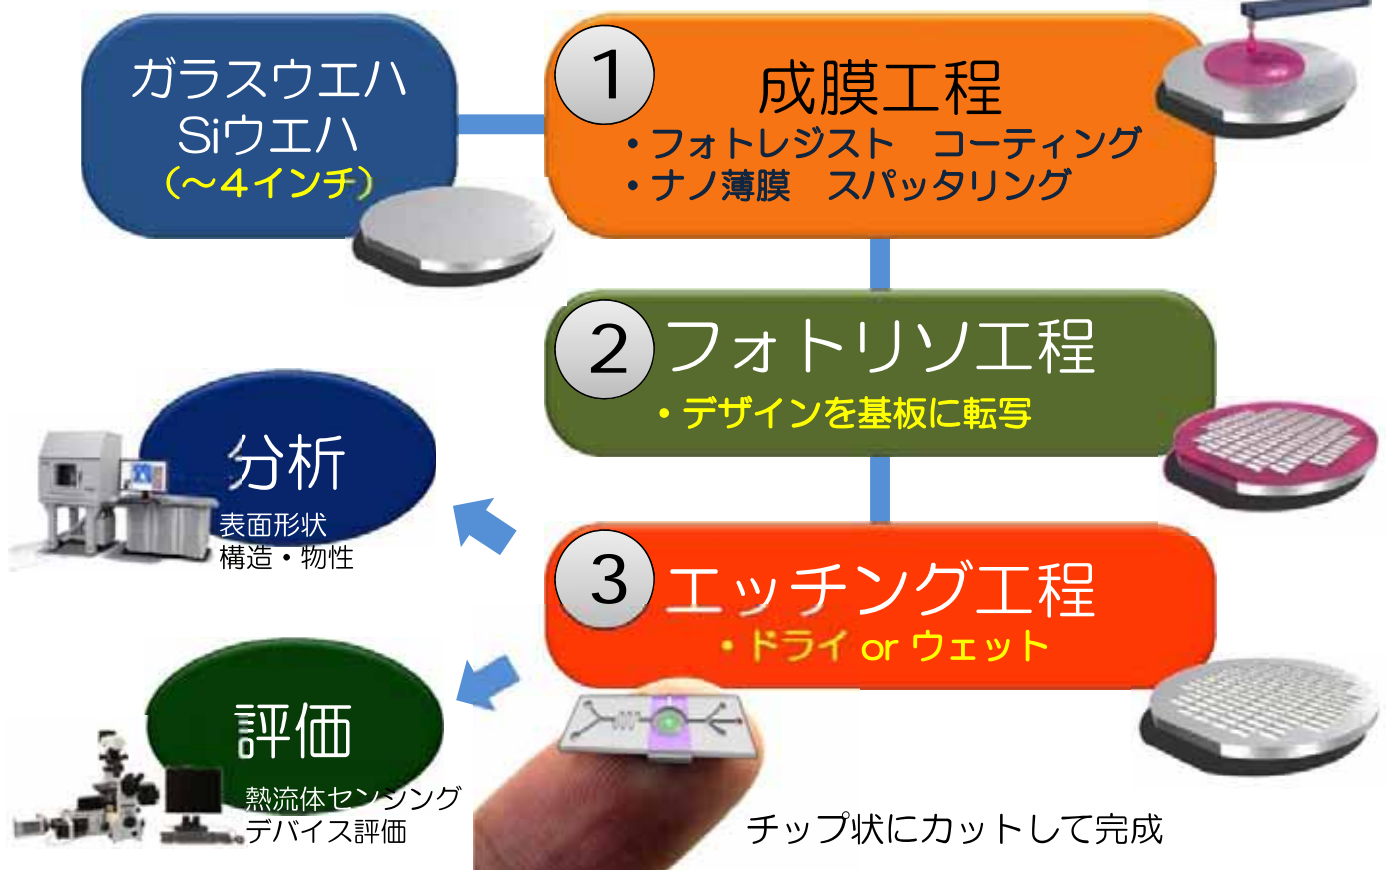 ガラスウエハ
Siウエハ
(～4インチ)
1
成膜工程
・フォトレジスト　コーティング
・ナノ薄膜　スパッタリング
2
フォトリソ工程
・デザインを基板に転写
3
エッチング工程
・ドライ or ウェット
分析
表面形状
構造・物性
評価
熱流体センシング
デバイス評価
チップ状にカットして完成